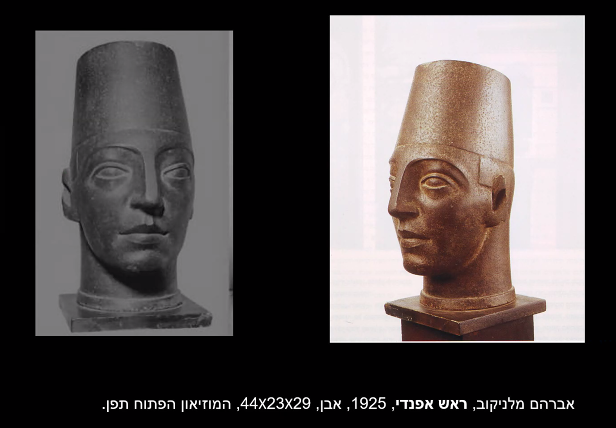 אברהם מלניקוב, ראש אפנדי, 1925, אבן, 44x23x29, המוזיאון הפתוח תפן.